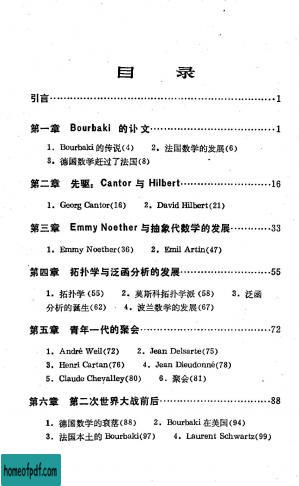 目　录
引言……………………………………………1
第一章　Bourbaki 的讣文……………………1
1．Bourbaki 的传说(4)　2．法国数学的发展(6)
3．德国数学赶过了法国(8)
第二章　先驱：Cantor 与 Hilbert……………16
1．Georg Cantor(16)　2．David Hilbert(21)
第三章　Emmy Noether 与抽象代数学的发展…………33
1．Emmy Noether(36)　2．Emil Artin(47)
第四章　拓扑学与泛函分析的发展……………55
1．拓扑学(55)　2．莫斯科拓扑学派(58)　3．泛函
分析的诞生(62)　4．波兰数学的发展(67)
第五章　青年一代的聚会………………………72
1．André Weil(72)　2．Jean Delsarte(75)
3．Henri Cartan(76)　4．Jean Dieudonné(78)
5．Claude Chevalley(80)　6．聚会(81)
第六章　第二次世界大战前后…………………88
1．德国数学的衰落(88)　2．Bourbaki 在美国(94)
3．法国本土的 Bourbaki(97)　4．Laurent Schwartz(99)
homeofpdf.com